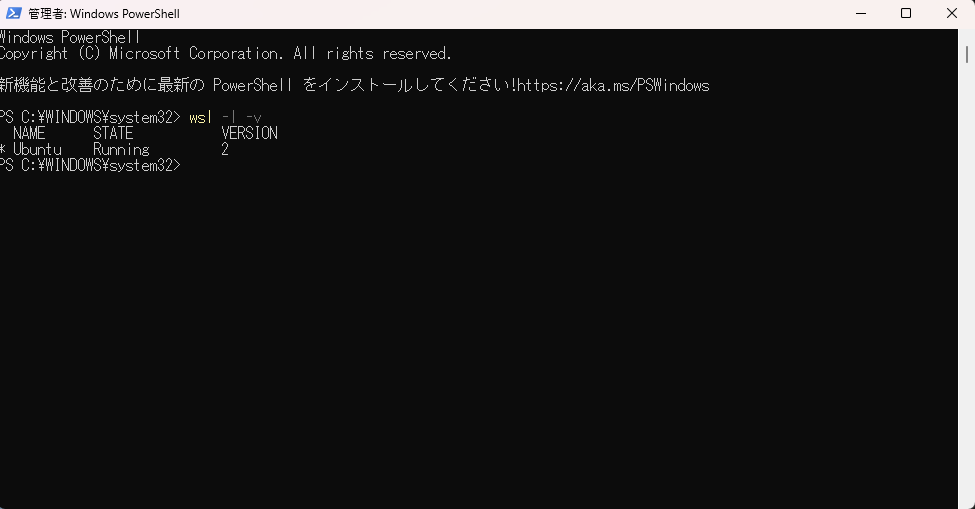 管理者: Windows PowerShell
Windows PowerShell
Copyright (C) Microsoft Corporation. All rights reserved.
新機能と改善のために最新の PowerShell をインストールしてください!https://aka.ms/PSWindows
PS C:¥WINDOWS¥system32> wsl -l -v
NAME STATE VERSION
* Ubuntu Running 2
PS C:¥WINDOWS¥system32>